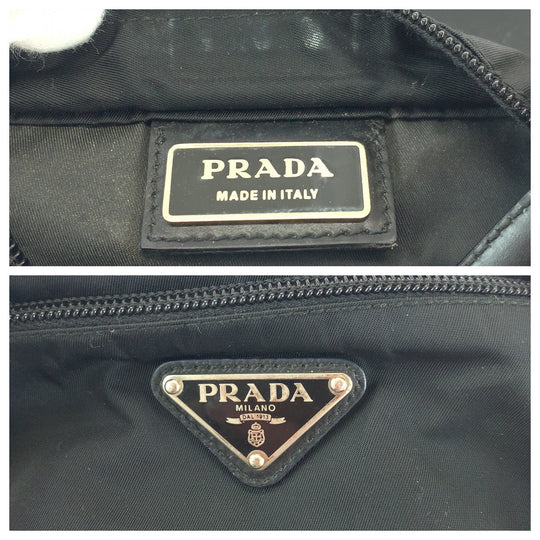 PRADA
MADE IN ITALY
PRADA
MILANO
DAL 1913